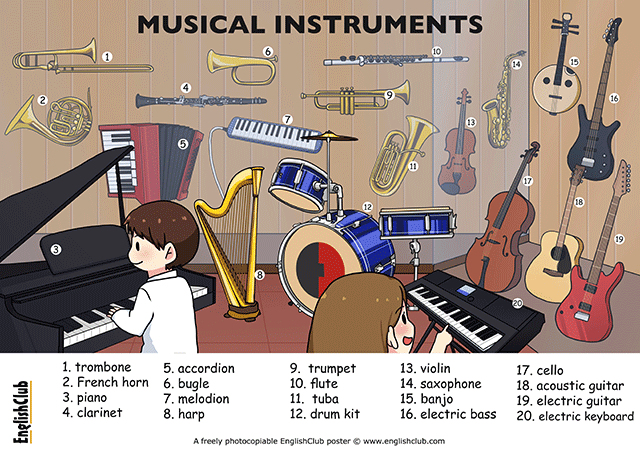 MUSICAL INSTRUMENTS
1
2
3
4
5
6
7
8
9
10
11
12
13
14
15
16
17
18
19
20
1. trombone
2. French horn
3. piano
4. clarinet
5. accordion
6. bugle
7. melodion
8. harp
9. trumpet
10. flute
11. tuba
12. drum kit
13. violin
14. saxophone
15. banjo
16. electric bass
17. cello
18. acoustic guitar
19. electric guitar
20. electric keyboard
EnglishClub
A freely photocopiable EnglishClub poster © www.englishclub.com